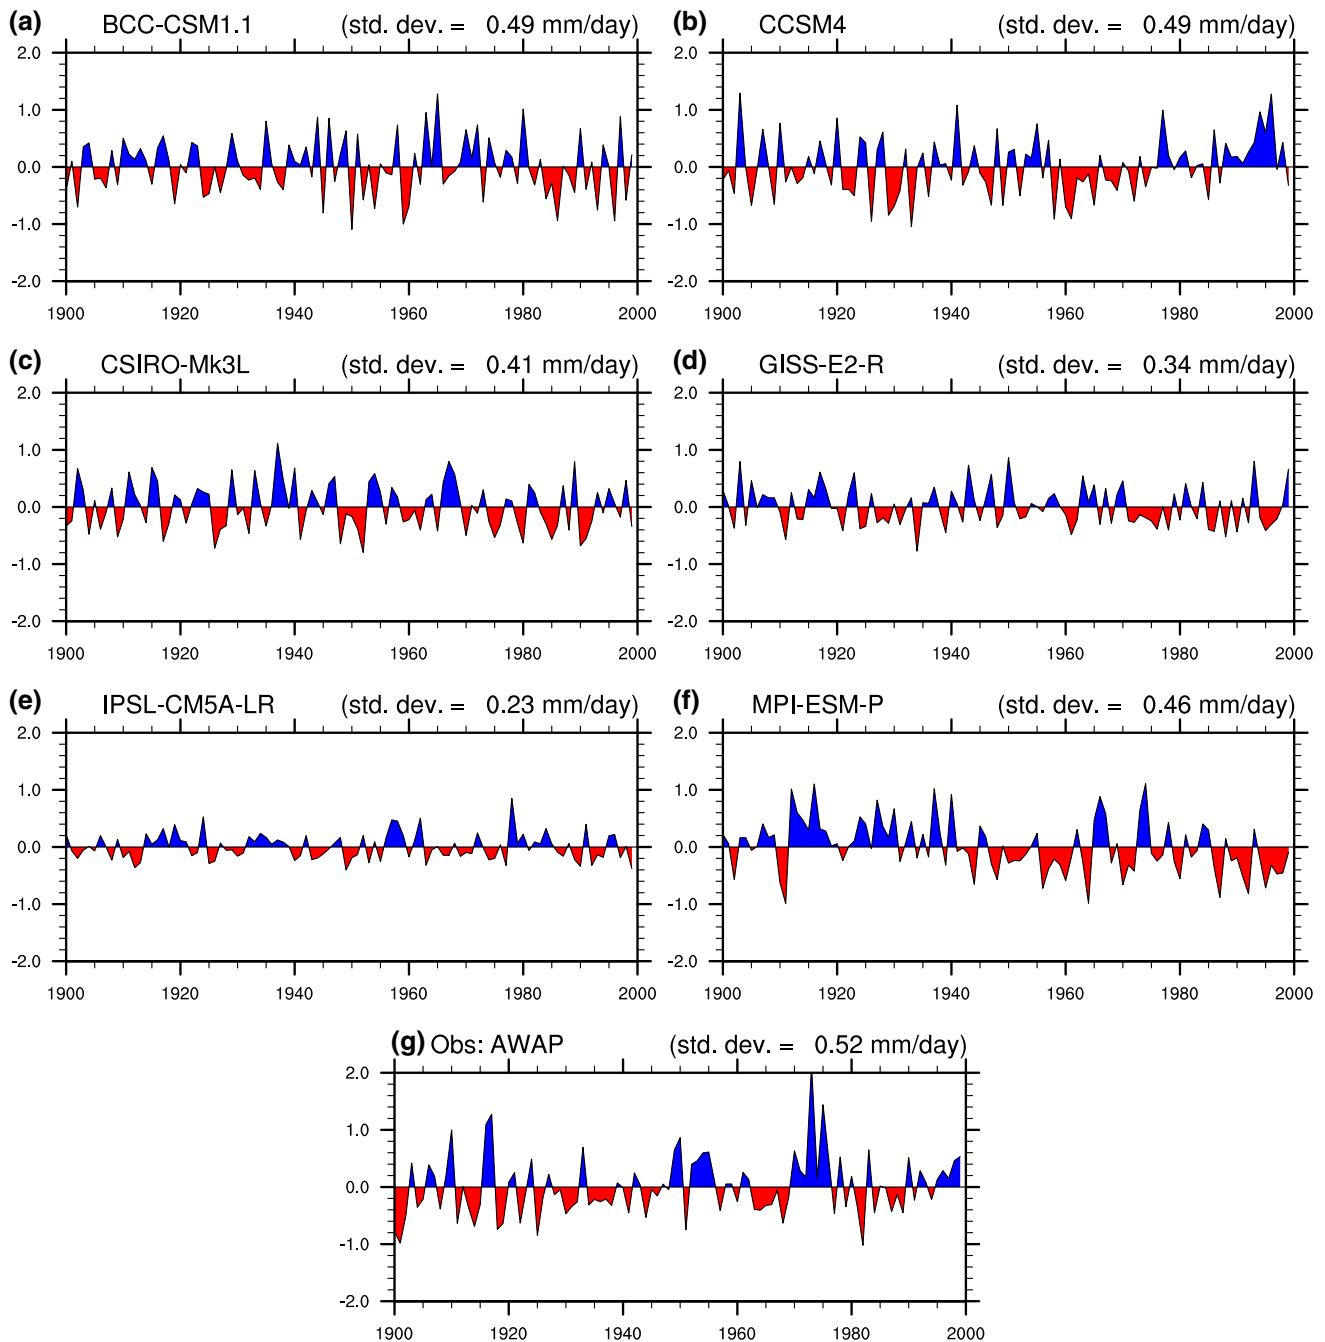 (a) BCC-CSM1.1 (std. dev. = 0.49 mm/day)
2.0
1.0
0.0
-1.0
-2.0
1900 1920 1940 1960 1980 2000
(b) CCSM4 (std. dev. = 0.49 mm/day)
2.0
1.0
0.0
-1.0
-2.0
1900 1920 1940 1960 1980 2000
(c) CSIRO-Mk3L (std. dev. = 0.41 mm/day)
2.0
1.0
0.0
-1.0
-2.0
1900 1920 1940 1960 1980 2000
(d) GISS-E2-R (std. dev. = 0.34 mm/day)
2.0
1.0
0.0
-1.0
-2.0
1900 1920 1940 1960 1980 2000
(e) IPSL-CM5A-LR (std. dev. = 0.23 mm/day)
2.0
1.0
0.0
-1.0
-2.0
1900 1920 1940 1960 1980 2000
(f) MPI-ESM-P (std. dev. = 0.46 mm/day)
2.0
1.0
0.0
-1.0
-2.0
1900 1920 1940 1960 1980 2000
(g) Obs: AWAP (std. dev. = 0.52 mm/day)
2.0
1.0
0.0
-1.0
-2.0
1900 1920 1940 1960 1980 2000